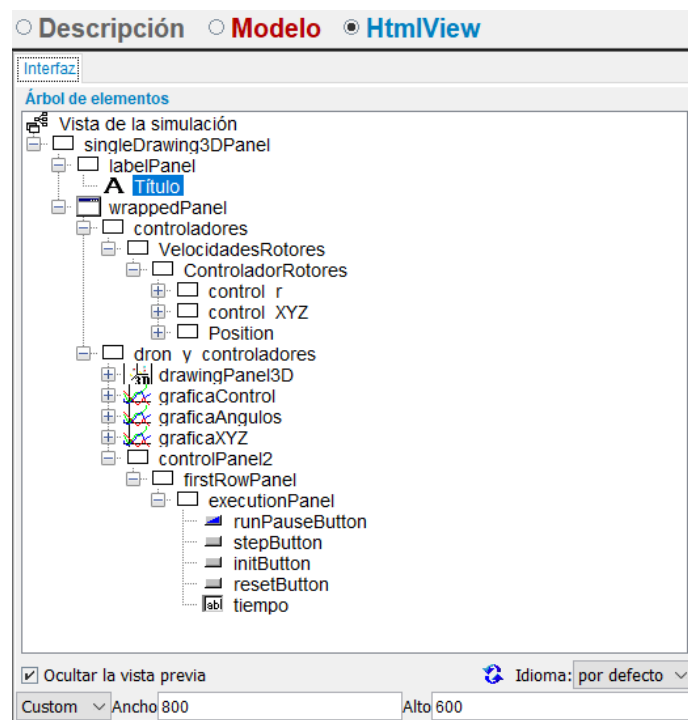 Descripción Modelo HtmlView
Interfaz
Árbol de elementos
Vista de la simulación
singleDrawing3DPanel
labelPanel
A Título
wrappedPanel
controladores
VelocidadesRotores
ControladorRotores
control_r
control_XYZ
Position
dron_y_controladores
drawingPanel3D
graficaControl
graficaAngulos
graficaXYZ
controlPanel2
firstRowPanel
executionPanel
runPauseButton
stepButton
initButton
resetButton
tiempo
Ocultar la vista previa Idioma: por defecto
Custom Ancho 800 Alto 600